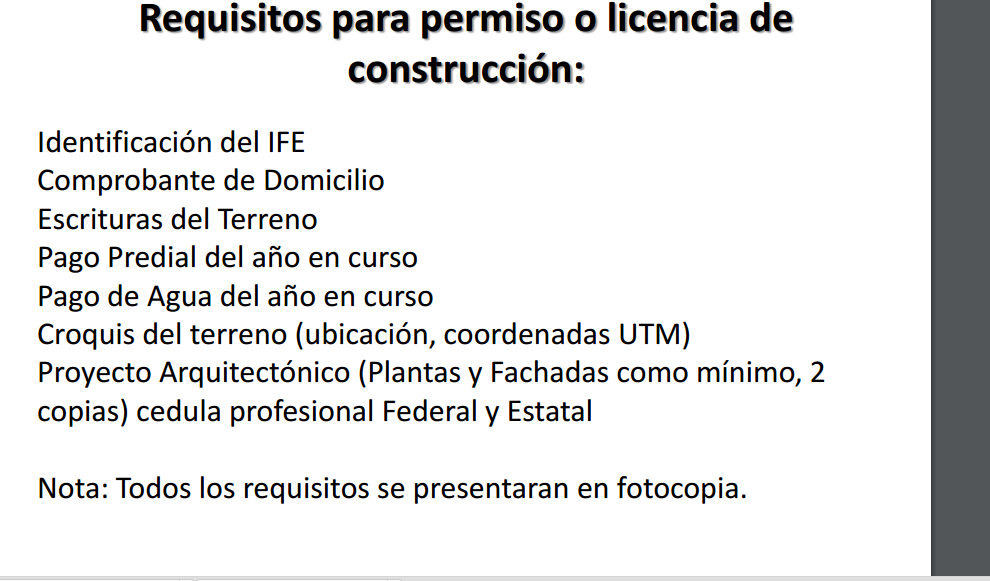 Requisitos para permiso o licencia de
construcción:
Identificación del IFE
Comprobante de Domicilio
Escrituras del Terreno
Pago Predial del año en curso
Pago de Agua del año en curso
Croquis del terreno (ubicación, coordenadas UTM)
Proyecto Arquitectónico (Plantas y Fachadas como mínimo, 2
copias) cedula profesional Federal y Estatal
Nota: Todos los requisitos se presentaran en fotocopia.